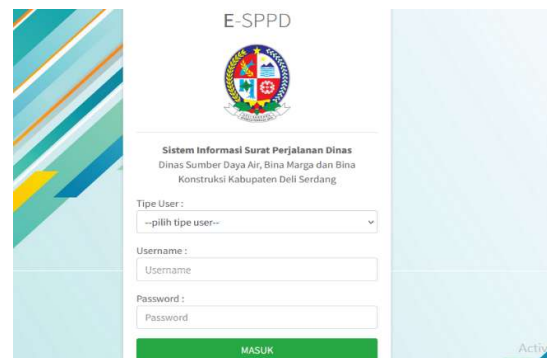 E-SPPD
Sistem Informasi Surat Perjalanan Dinas
Dinas Sumber Daya Air, Bina Marga dan Bina
Konstruksi Kabupaten Deli Serdang
Tipe User :
--pilih tipe user--
Username :
Username
Password :
Password
MASUK
Activ